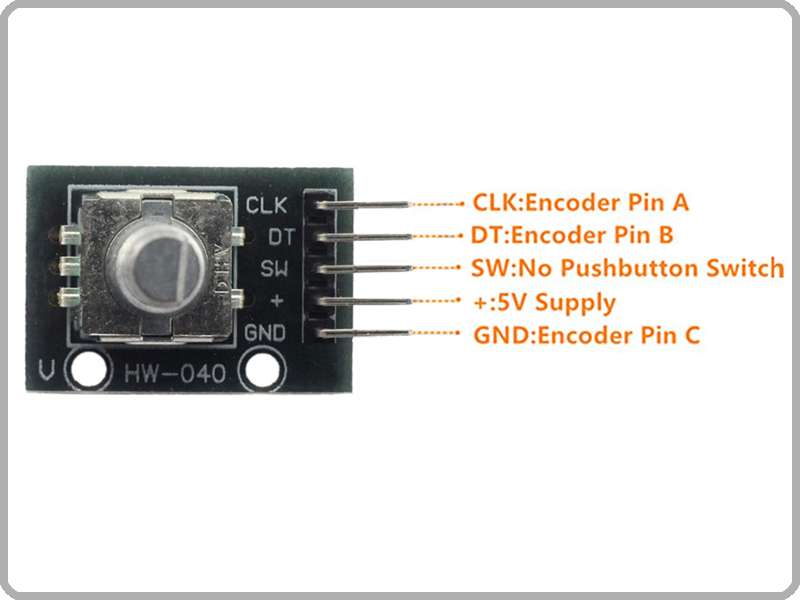 CLK
DT
SW
+
GND
V
HW-040
CLK:Encoder Pin A
DT:Encoder Pin B
SW:No Pushbutton Switch
+:5V Supply
GND:Encoder Pin C